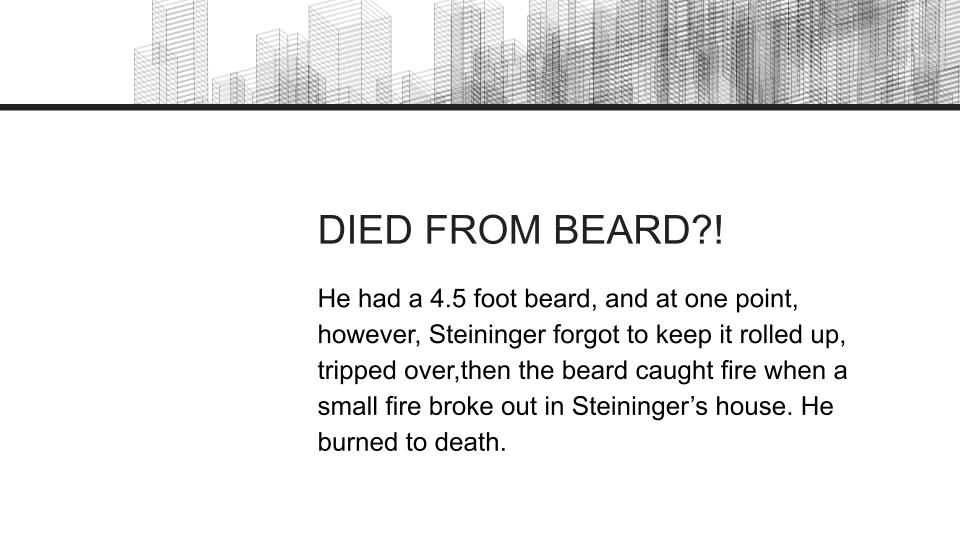 DIED FROM BEARD?!
He had a 4.5 foot beard, and at one point,
however, Steininger forgot to keep it rolled up,
tripped over,then the beard caught fire when a
small fire broke out in Steininger’s house. He
burned to death.